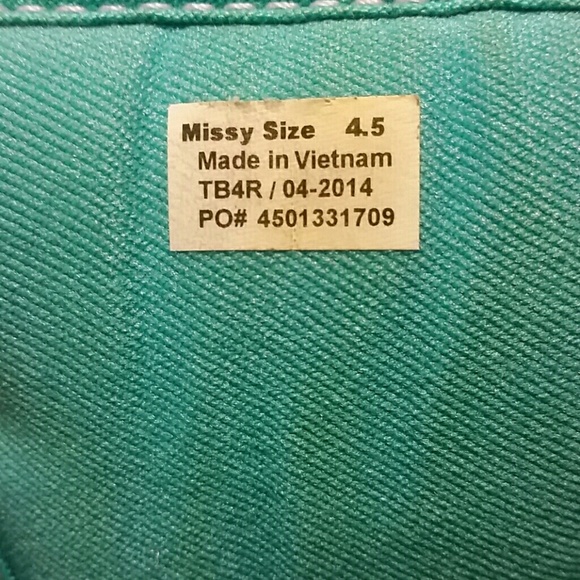 Missy Size 4.5
Made in Vietnam
TB4R / 04-2014
PO# 4501331709